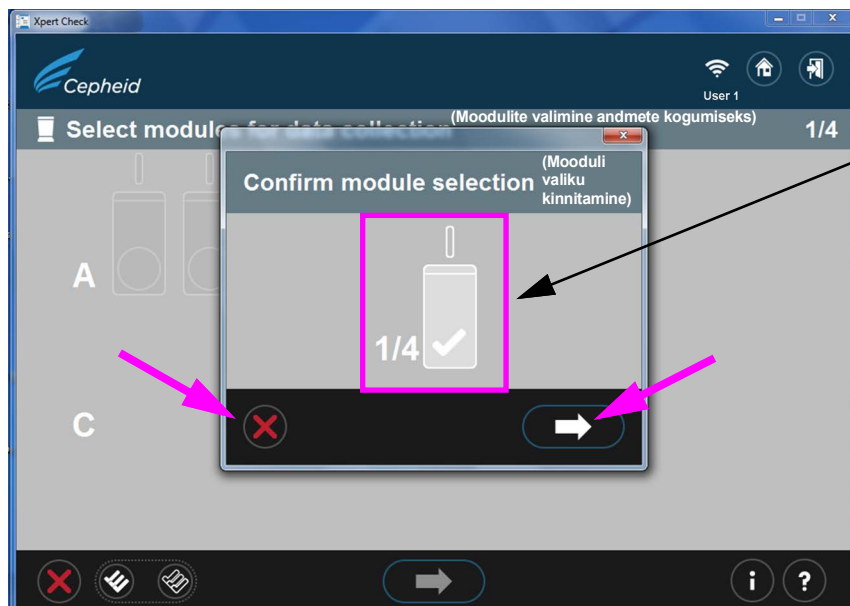 Xpert Check
Cepheid
User 1
Select modules for data collection (Moodulite valimine andmete kogumiseks) 1/4
Confirm module selection (Mooduli
valiku
kinnitamine)
A
1/4
C
i ?